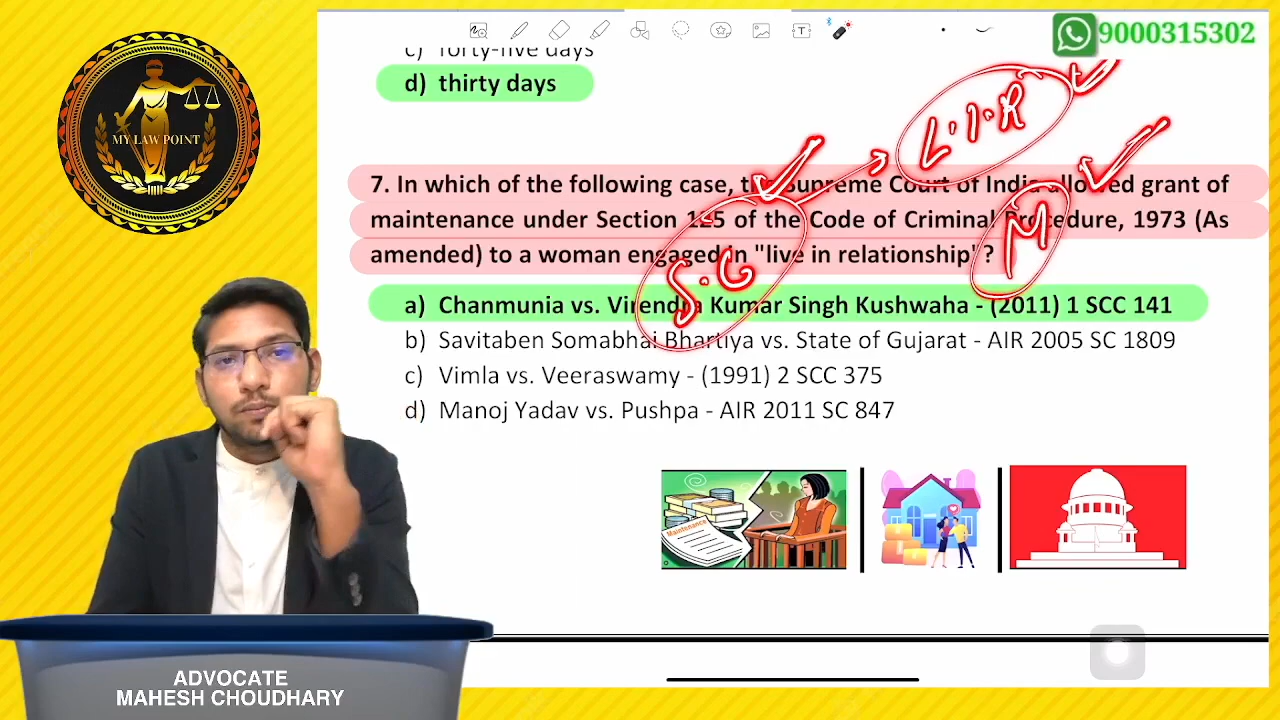 9000315302
c) forty-five days
d) thirty days
MY LAW POINT
L.I.R
7. In which of the following case, the Supreme Court of India allowed grant of
maintenance under Section 125 of the Code of Criminal Procedure, 1973 (As
amended) to a woman engaged in "live in relationship"?
M
S.G
a) Chanmunia vs. Virendra Kumar Singh Kushwaha - (2011) 1 SCC 141
b) Savitaben Somabhai Bhartiya vs. State of Gujarat - AIR 2005 SC 1809
c) Vimla vs. Veeraswamy - (1991) 2 SCC 375
d) Manoj Yadav vs. Pushpa - AIR 2011 SC 847
Maintenance
ADVOCATE
MAHESH CHOUDHARY